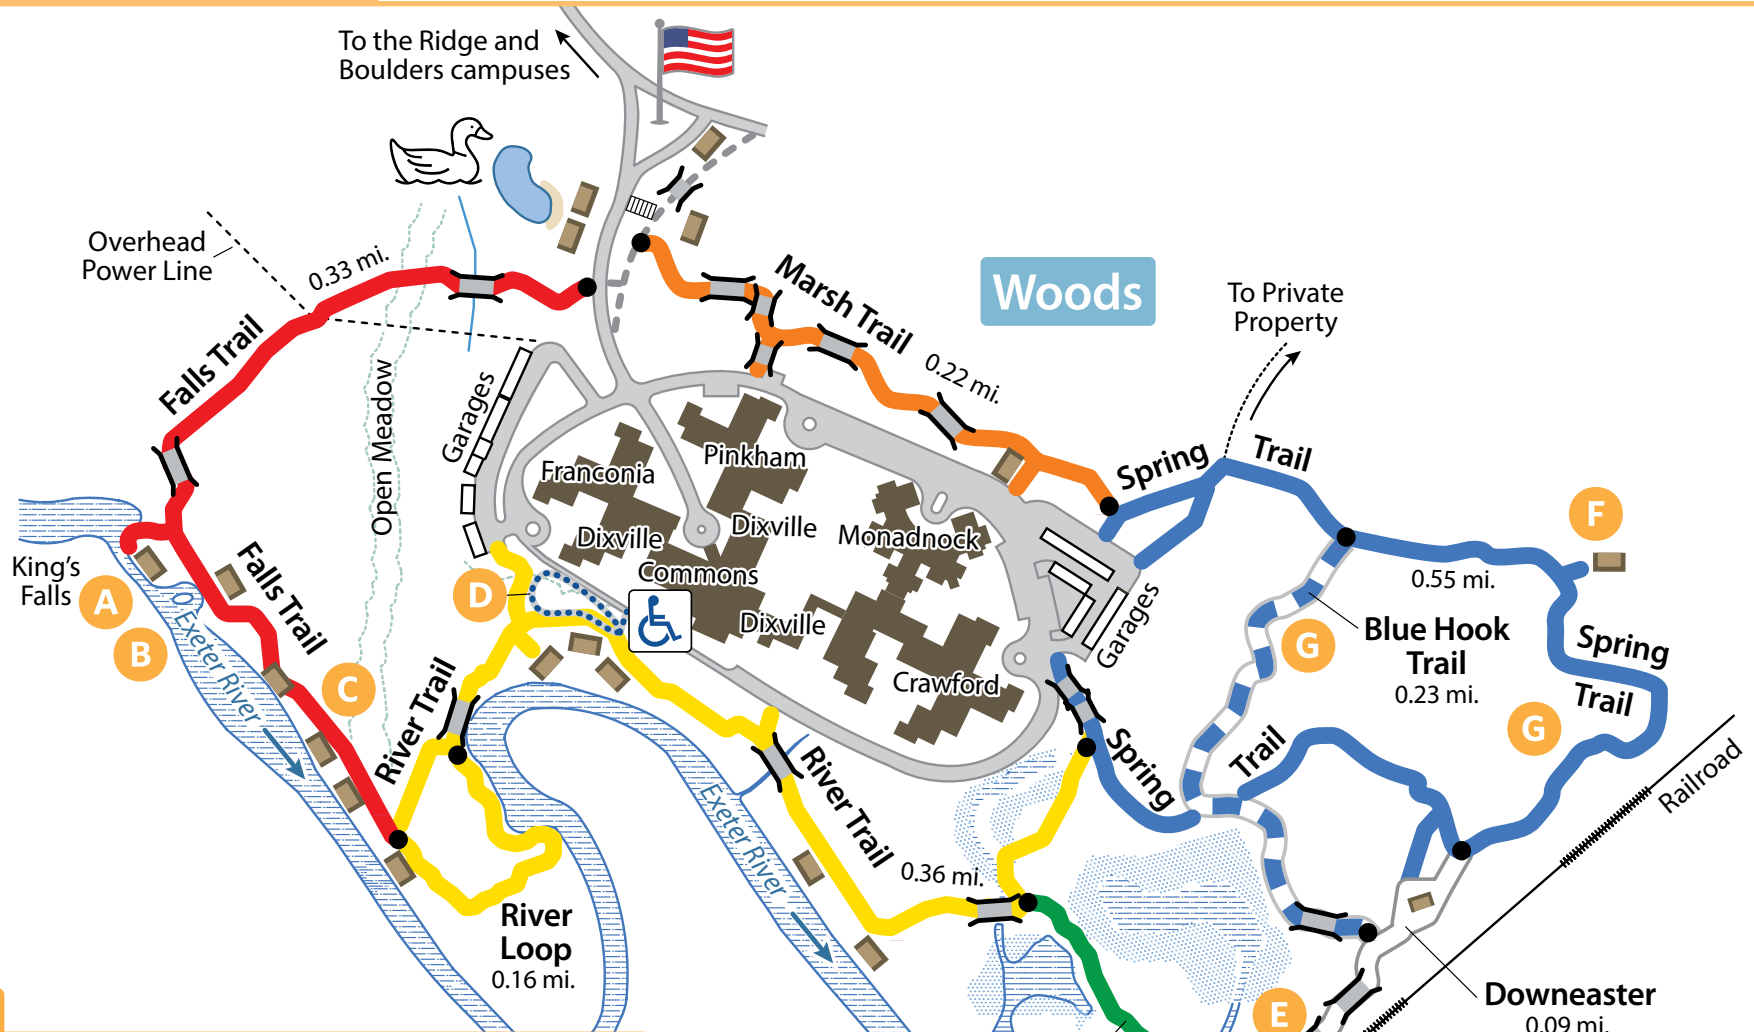 To the Ridge and
Boulders campuses
Overhead
Power Line
0.33 mi.
Falls Trail
Open Meadow
Garages
Marsh Trail
0.22 mi.
Woods
To Private
Property
Spring
Trail
Franconia
Pinkham
Dixville
Dixville
Monadnock
Commons
Dixville
Crawford
Garages
King's
Falls
A
B
Falls Trail
C
D
Exeter River
River Trail
River
Loop
0.16 mi.
Exeter River
River Trail
0.36 mi.
Spring
Trail
F
0.55 mi.
Blue Hook
Trail
0.23 mi.
G
Spring
Trail
G
Railroad
E
Downeaster
0.09 mi.